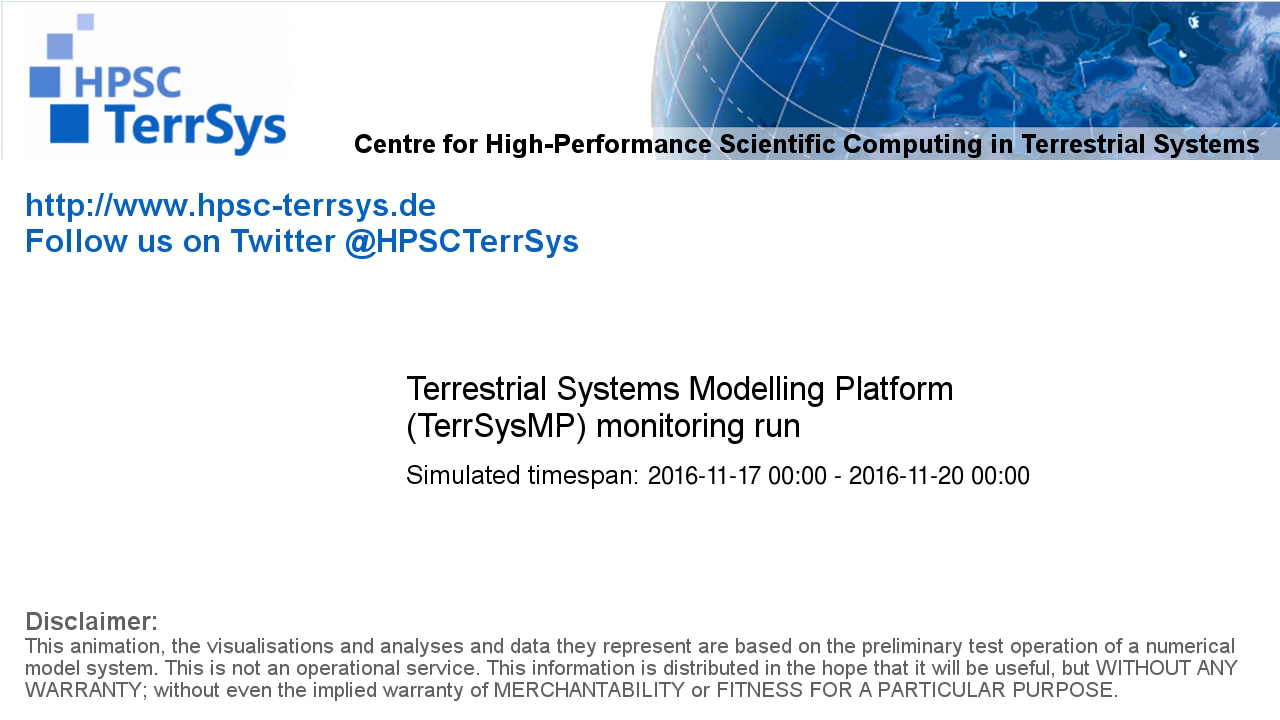 HPSC
TerrSys
Centre for High-Performance Scientific Computing in Terrestrial Systems
http://www.hpsc-terrsys.de
Follow us on Twitter @HPSCTerrSys
Terrestrial Systems Modelling Platform
(TerrSysMP) monitoring run
Simulated timespan: 2016-11-17 00:00 - 2016-11-20 00:00
Disclaimer:
This animation, the visualisations and analyses and data they represent are based on the preliminary test operation of a numerical
model system. This is not an operational service. This information is distributed in the hope that it will be useful, but WITHOUT ANY
WARRANTY; without even the implied warranty of MERCHANTABILITY or FITNESS FOR A PARTICULAR PURPOSE.